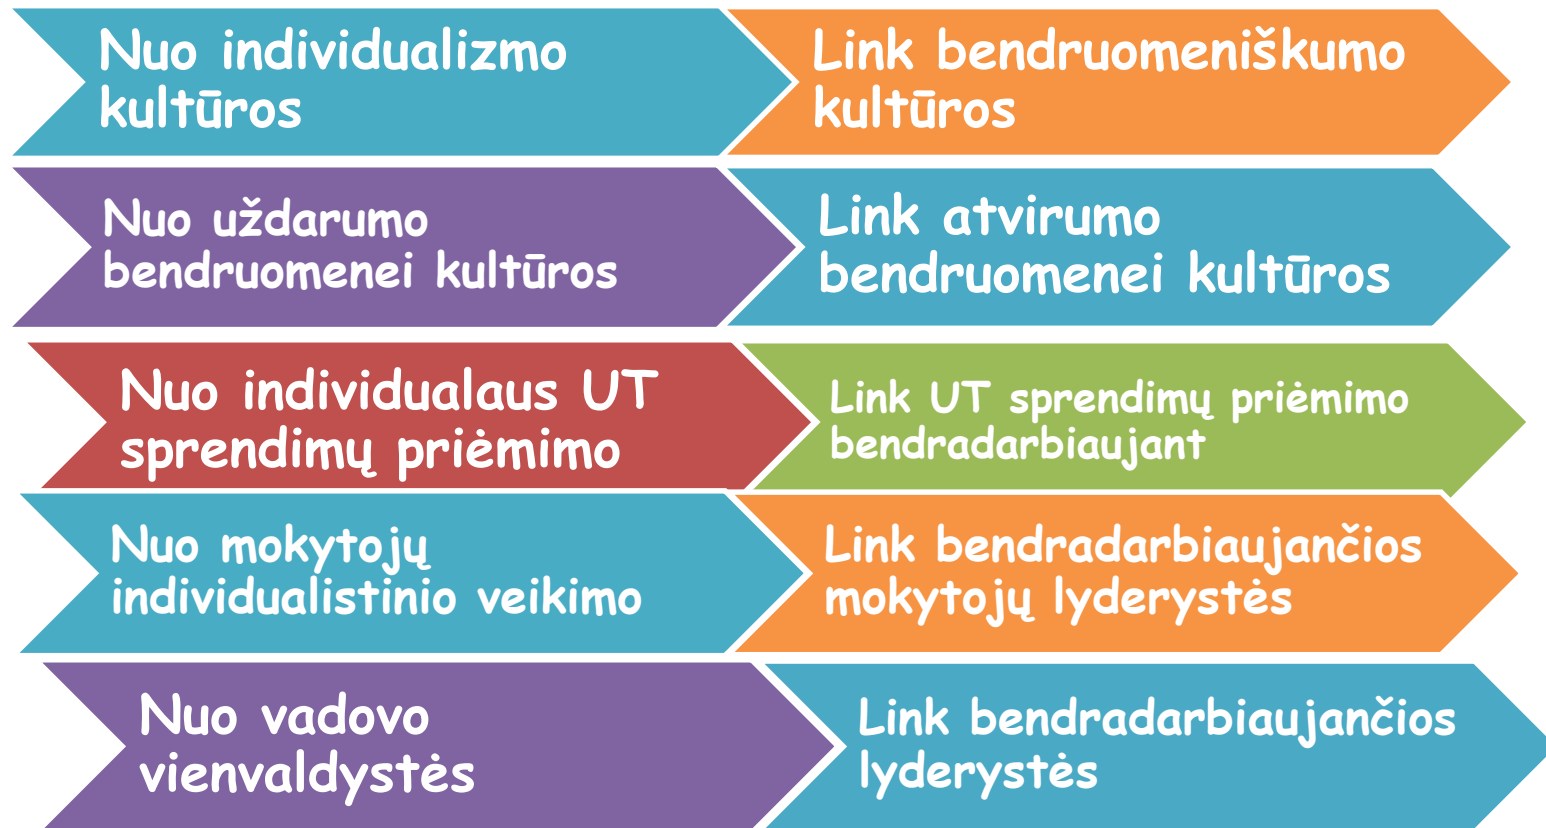 Nuo individualizmo
kultūros
Link bendruomeniškumo
kultūros
Nuo uždarumo
bendruomenei kultūros
Link atvirumo
bendruomenei kultūros
Nuo individualaus UT
sprendimų priėmimo
Link UT sprendimų priėmimo
bendradarbiaujant
Nuo mokytojų
individualistinio veikimo
Link bendradarbiaujančios
mokytojų lyderystės
Nuo vadovo
vienvaldystės
Link bendradarbiaujančios
lyderystės